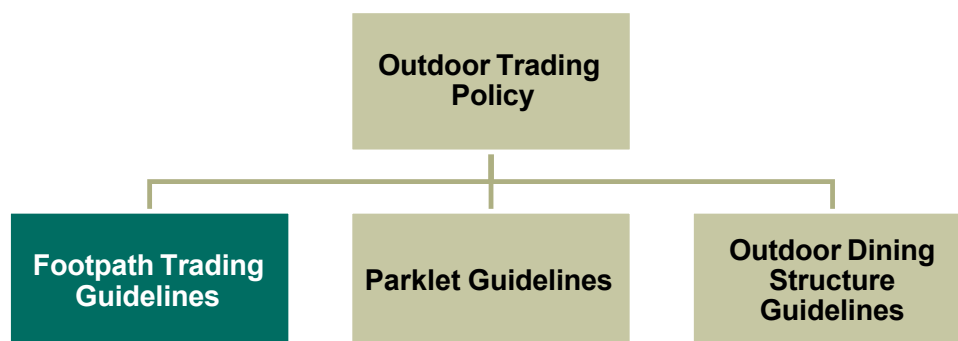 Outdoor Trading
Policy
Footpath Trading
Guidelines
Parklet Guidelines
Outdoor Dining
Structure
Guidelines